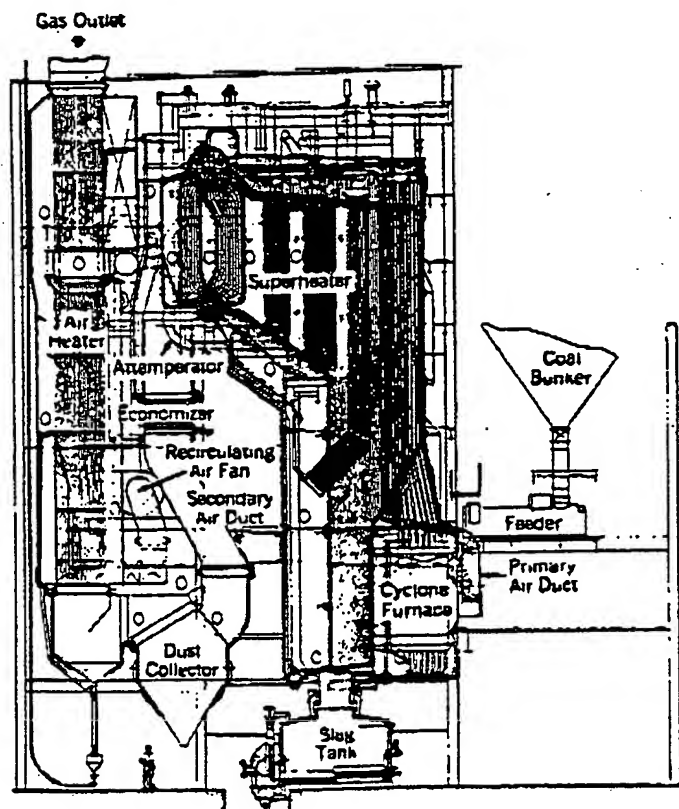 Gas Outlet
Superheater
Air
Heater
Coal
Bunker
Attemperator
Economizer
Recirculating
Air Fan
Secondary
Air Duct
Feeder
Primary
Air Duct
Cyclone
Furnace
Dust
Collector
Slag
Tank